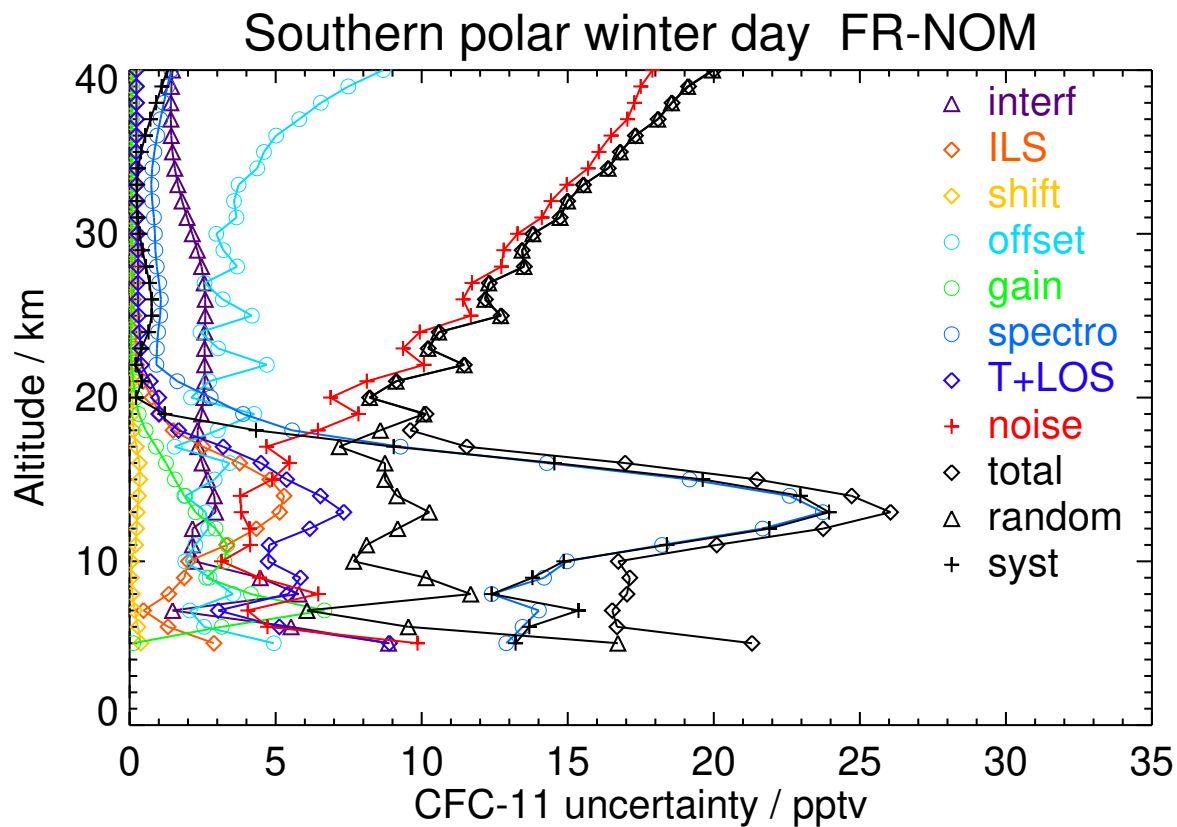 Southern polar winter day FR-NOM
Altitude / km
40
30
20
10
0
0 5 10 15 20 25 30 35
CFC-11 uncertainty / pptv
interf
ILS
shift
offset
gain
spectro
T+LOS
noise
total
random
syst